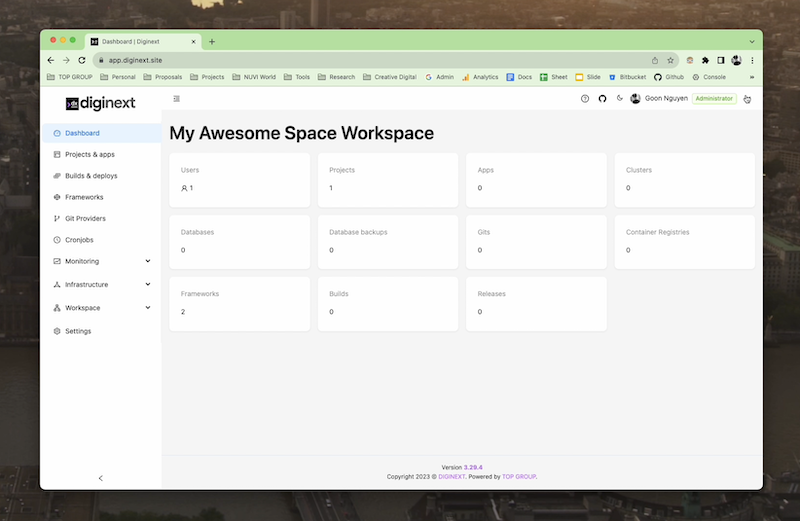 Dashboard | Diginext
app.diginext.site
TOP GROUP Personal Proposals Projects NUVI World Tools Research Creative Digital Admin Analytics Docs Sheet Slide Bitbucket Github Console »
diginext
Goon Nguyen Administrator
Dashboard
Projects & apps
Builds & deploys
Frameworks
Git Providers
Cronjobs
Monitoring
Infrastructure
Workspace
Settings
My Awesome Space Workspace
Users
1
Projects
1
Apps
0
Clusters
0
Databases
0
Database backups
0
Gits
0
Container Registries
0
Frameworks
2
Builds
0
Releases
0
Version 3.29.4
Copyright 2023 © DIGINEXT. Powered by TOP GROUP.